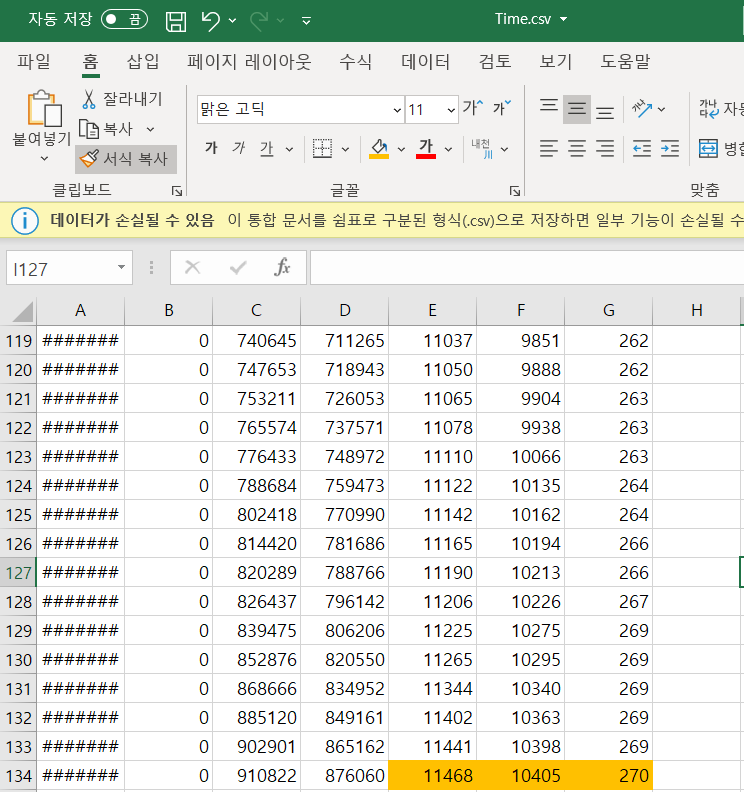 자동 저장 끔 Time.csv
파일 홈 삽입 페이지 레이아웃 수식 데이터 검토 보기 도움말
붙여넣기 잘라내기 복사 서식 복사
맑은 고딕 11 가 가 가나다 자동
가 가 가 가 내천 川 병합
클립보드 글꼴 맞춤
데이터가 손실될 수 있음 이 통합 문서를 쉼표로 구분된 형식(.csv)으로 저장하면 일부 기능이 손실될 수
I127 fx
A B C D E F G H
119 ####### 0 740645 711265 11037 9851 262
120 ####### 0 747653 718943 11050 9888 262
121 ####### 0 753211 726053 11065 9904 263
122 ####### 0 765574 737571 11078 9938 263
123 ####### 0 776433 748972 11110 10066 263
124 ####### 0 788684 759473 11122 10135 264
125 ####### 0 802418 770990 11142 10162 264
126 ####### 0 814420 781686 11165 10194 266
127 ####### 0 820289 788766 11190 10213 266
128 ####### 0 826437 796142 11206 10226 267
129 ####### 0 839475 806206 11225 10275 269
130 ####### 0 852876 820550 11265 10295 269
131 ####### 0 868666 834952 11344 10340 269
132 ####### 0 885120 849161 11402 10363 269
133 ####### 0 902901 865162 11441 10398 269
134 ####### 0 910822 876060 11468 10405 270